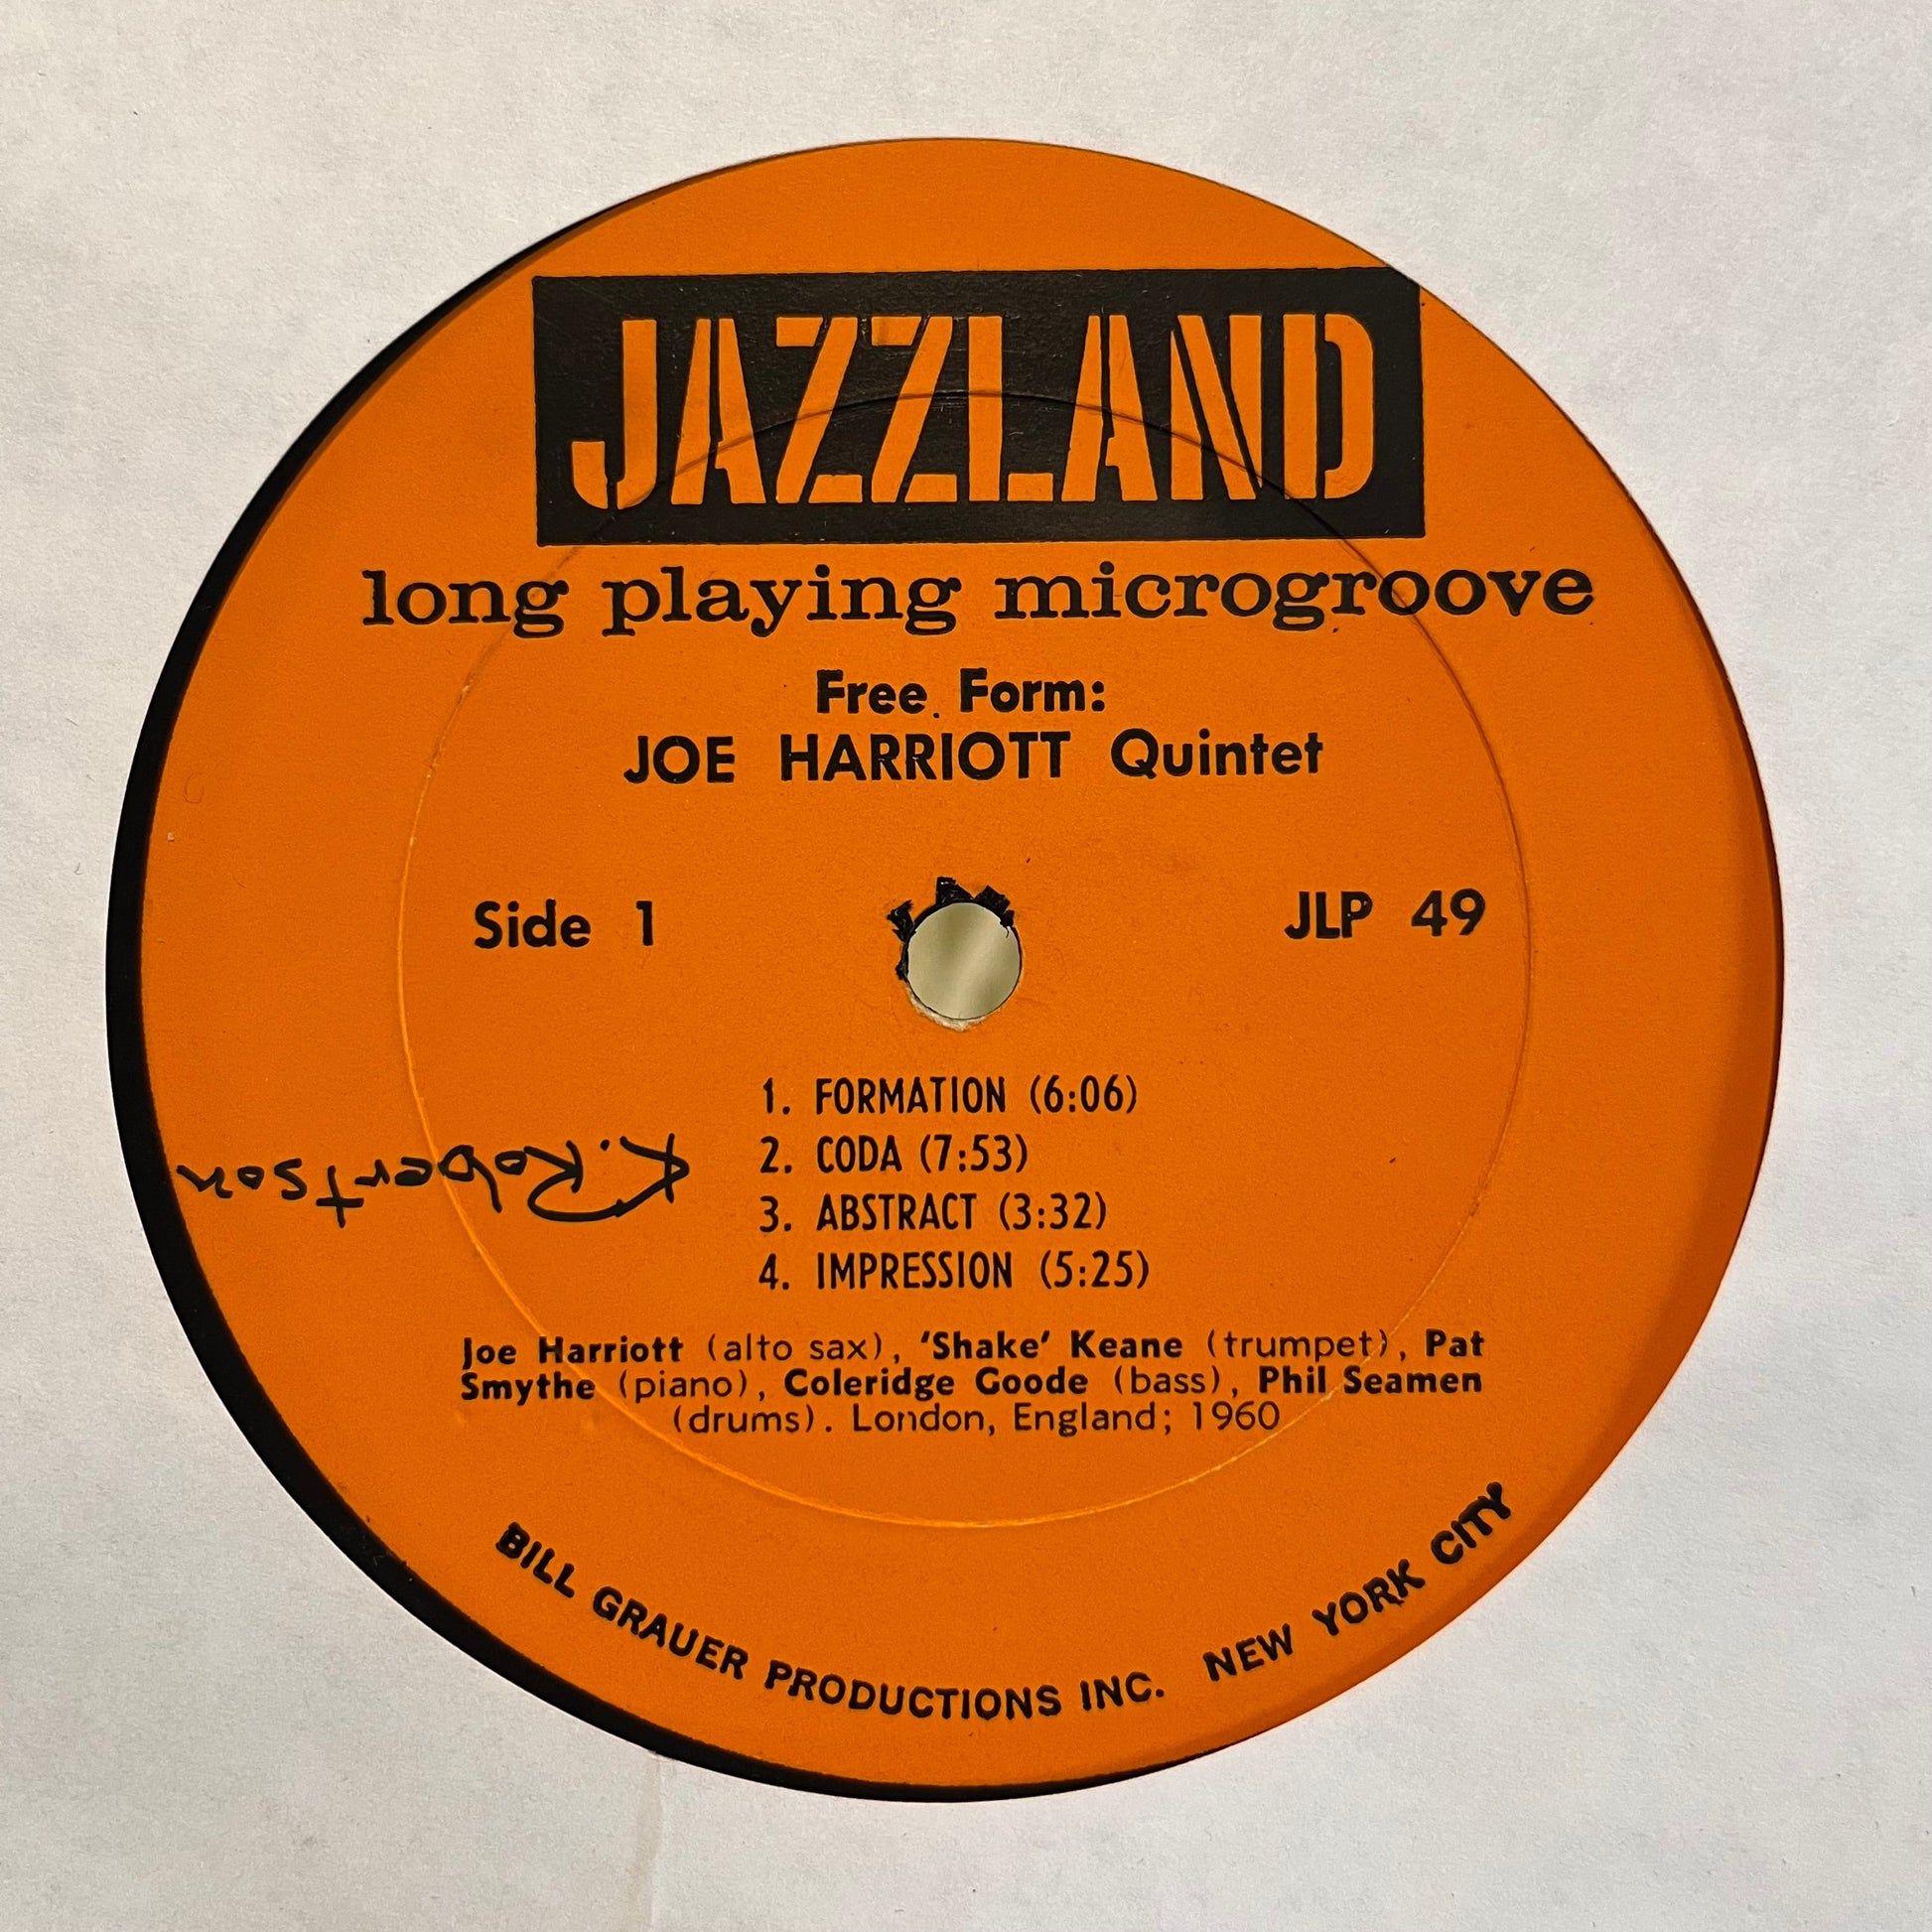 JAZZLAND
long playing microgroove
Free Form:
JOE HARRIOTT Quintet
Side 1
JLP 49
1. FORMATION (6:06)
2. CODA (7:53)
3. ABSTRACT (3:32)
4. IMPRESSION (5:25)
K. Robertson
Joe Harriott (alto sax), 'Shake' Keane (trumpet), Pat
Smythe (piano), Coleridge Goode (bass), Phil Seamen
(drums). London, England; 1960
BILL GRAUER PRODUCTIONS INC. NEW YORK CITY